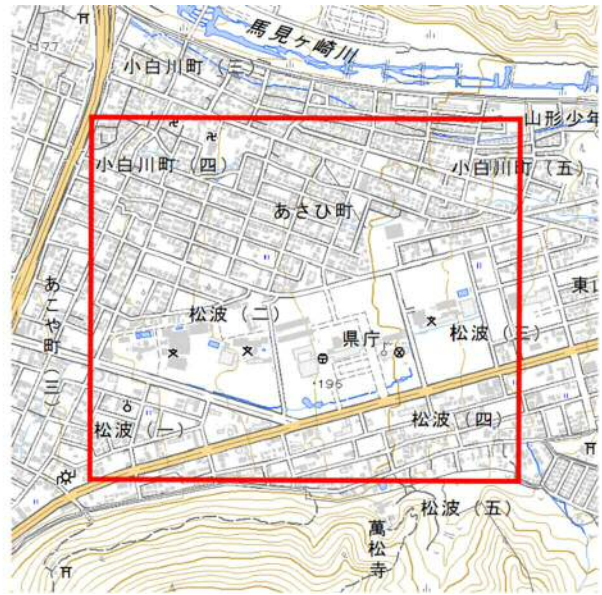 馬見ヶ崎川
177
小白川町(三)
山形少年
小白川町(四)
小白川町(五)
あさひ町
あこや町(三)
松波(二)
県庁
松波(三)
東山
・196
松波(一)
松波(四)
松波(五)
萬松寺